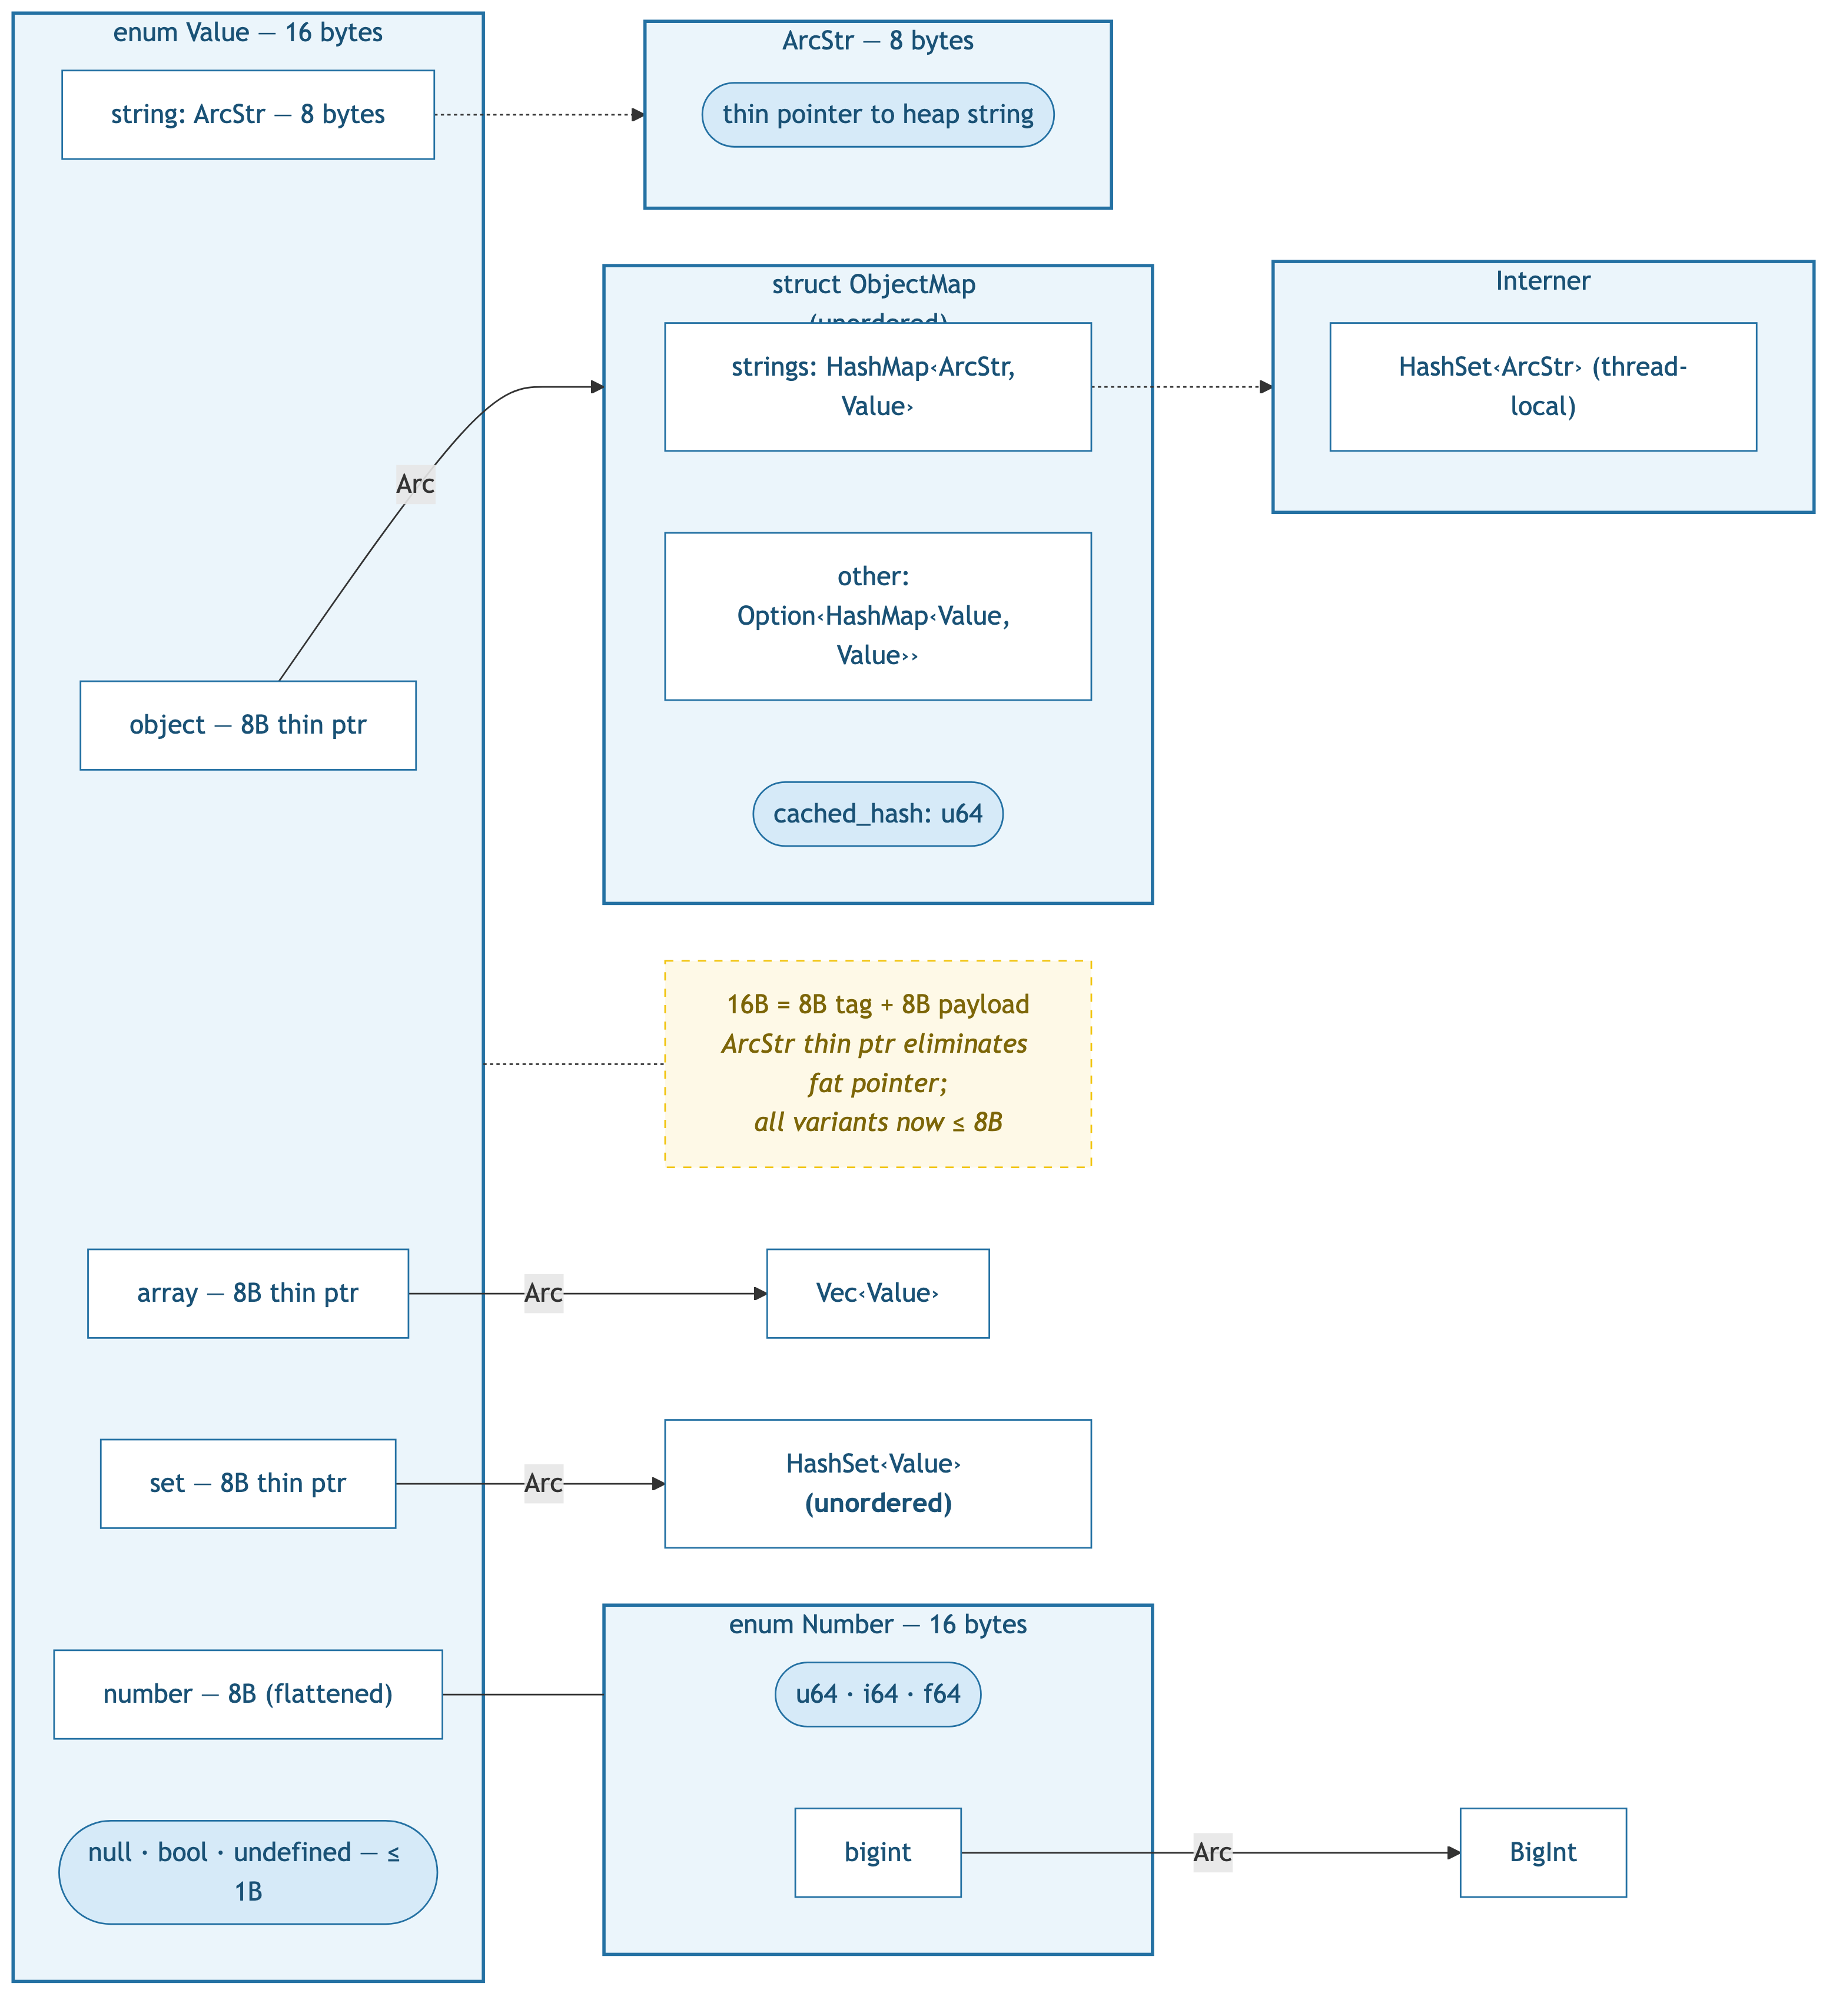 enum Value — 16 bytes
string: ArcStr — 8 bytes
ArcStr — 8 bytes
thin pointer to heap string
struct ObjectMap
(unordered)
strings: HashMap‹ArcStr,
Value›
Interner
HashSet‹ArcStr› (thread-
local)
Arc
other:
Option‹HashMap‹Value,
Value››
object — 8B thin ptr
cached_hash: u64
16B = 8B tag + 8B payload
ArcStr thin ptr eliminates
fat pointer;
all variants now ≤ 8B
array — 8B thin ptr
Arc
Vec‹Value›
set — 8B thin ptr
Arc
HashSet‹Value›
(unordered)
enum Number — 16 bytes
number — 8B (flattened)
u64 · i64 · f64
null · bool · undefined — ≤
1B
bigint
Arc
BigInt